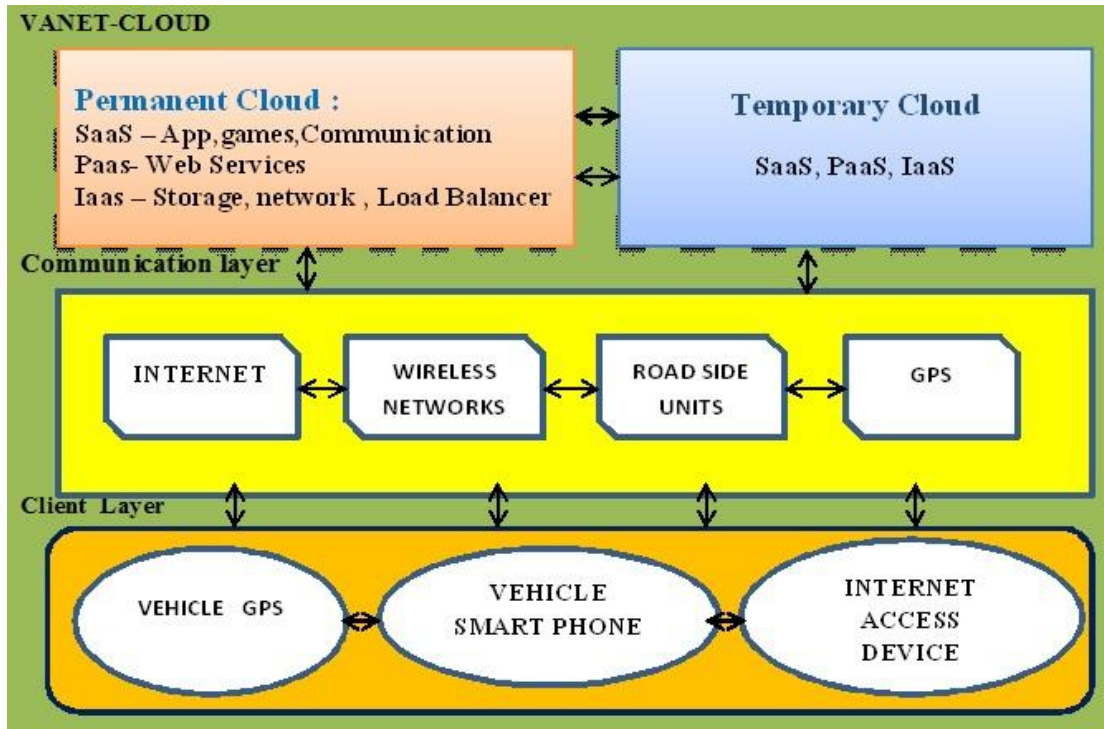 VANET-CLOUD
Permanent Cloud :
SaaS – App,games,Communication
Paas- Web Services
Iaas – Storage, network , Load Balancer
Temporary Cloud
SaaS, PaaS, IaaS
Communication layer
INTERNET
WIRELESS
NETWORKS
ROAD SIDE
UNITS
GPS
Client Layer
VEHICLE GPS
VEHICLE
SMART PHONE
INTERNET
ACCESS
DEVICE